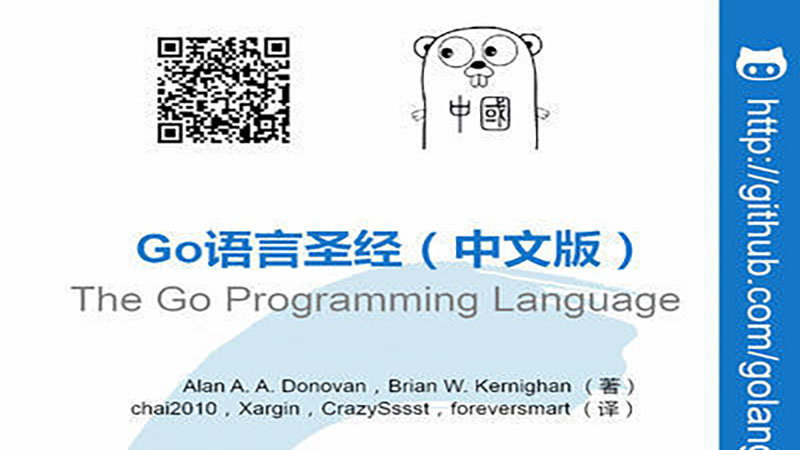 中國
Go语言圣经（中文版）
The Go Programming Language
Alan A. A. Donovan，Brian W. Kernighan （著）
chai2010，Xargin，CrazySssst，foreversmart （译）
http://github.com/golang